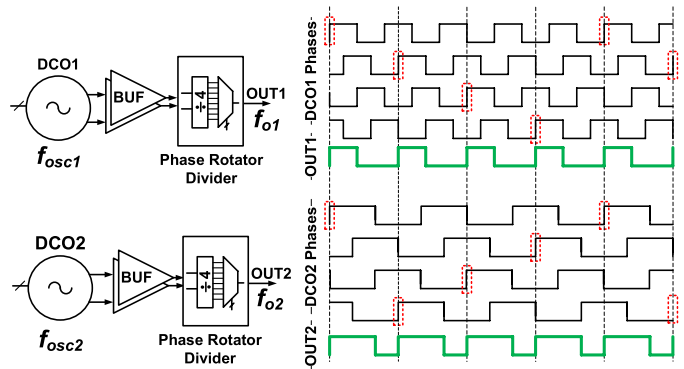 DCO1
BUF
÷4
OUT1
fo1
fosc1
Phase Rotator
Divider
DCO2
BUF
÷4
OUT2
fo2
fosc2
Phase Rotator
Divider
-OUT1- -DCO1 Phases-
-OUT2- -DCO2 Phases-